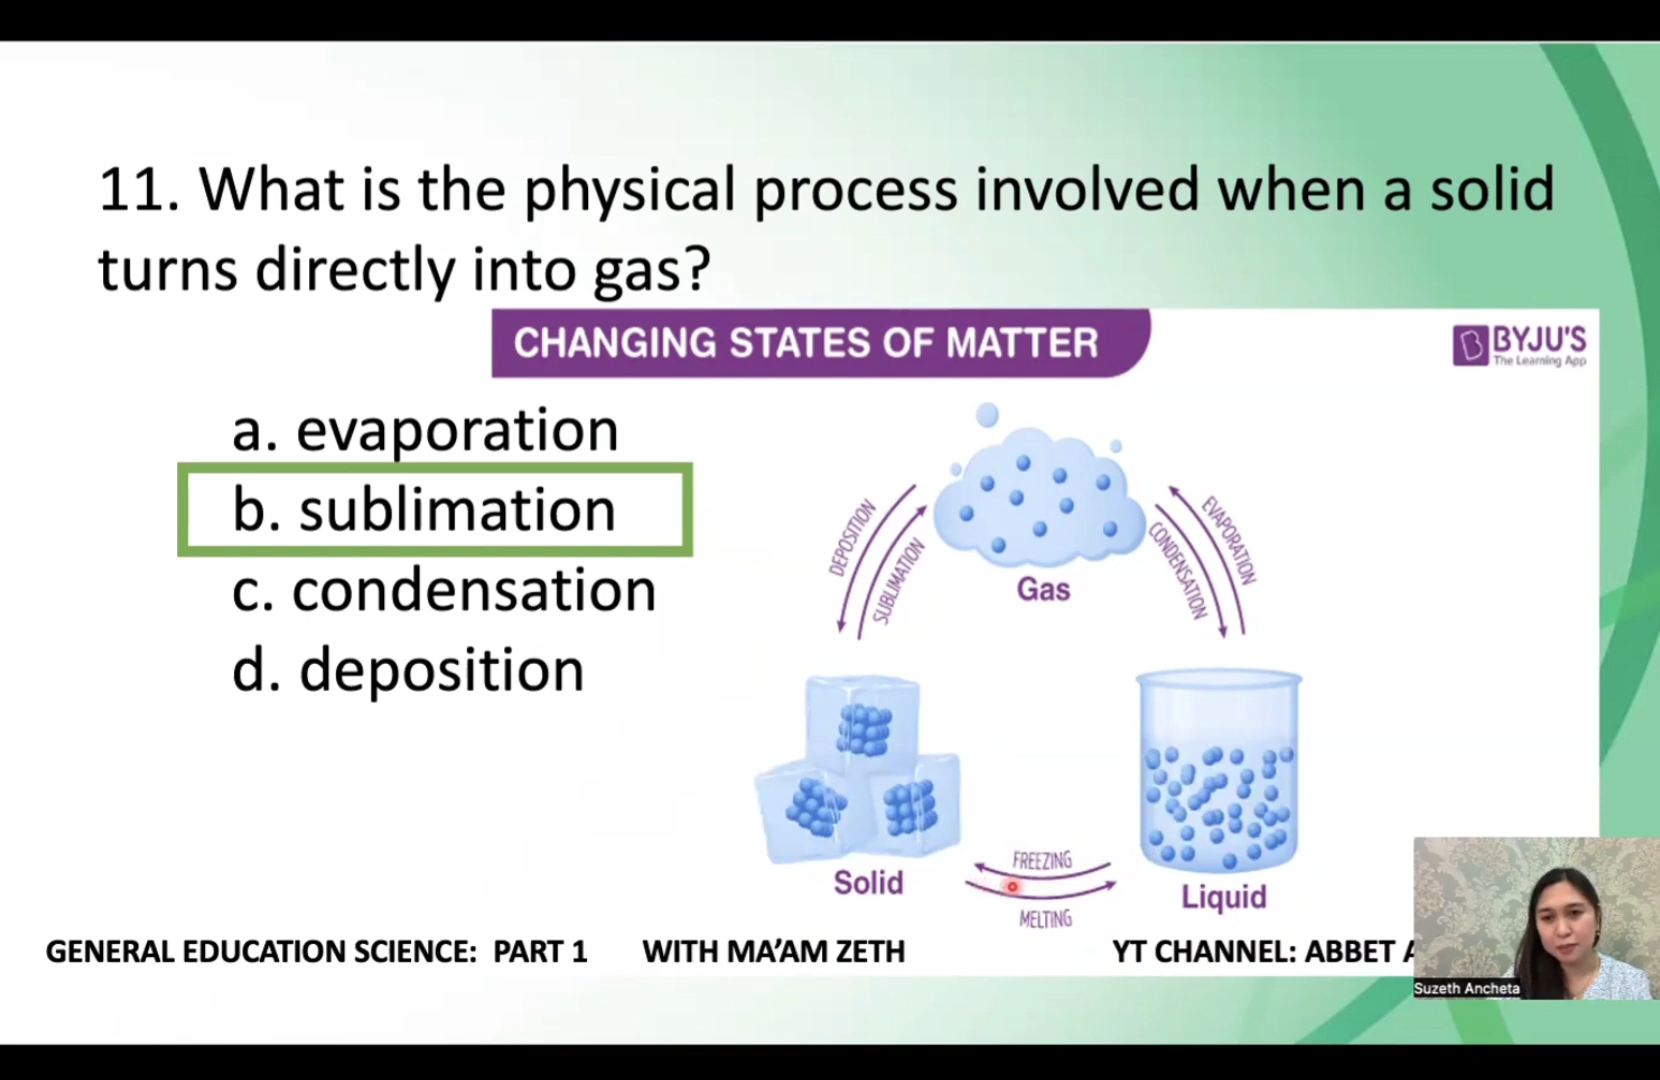 11. What is the physical process involved when a solid
turns directly into gas?
CHANGING STATES OF MATTER
BYJU'S
The Learning App
a. evaporation
b. sublimation
c. condensation
d. deposition
DEPOSITION
SUBLIMATION
EVAPORATION
CONDENSATION
Gas
Solid
FREEZING
MELTING
Liquid
GENERAL EDUCATION SCIENCE: PART 1 WITH MA’AM ZETH YT CHANNEL: ABBET A
Suzeth Ancheta